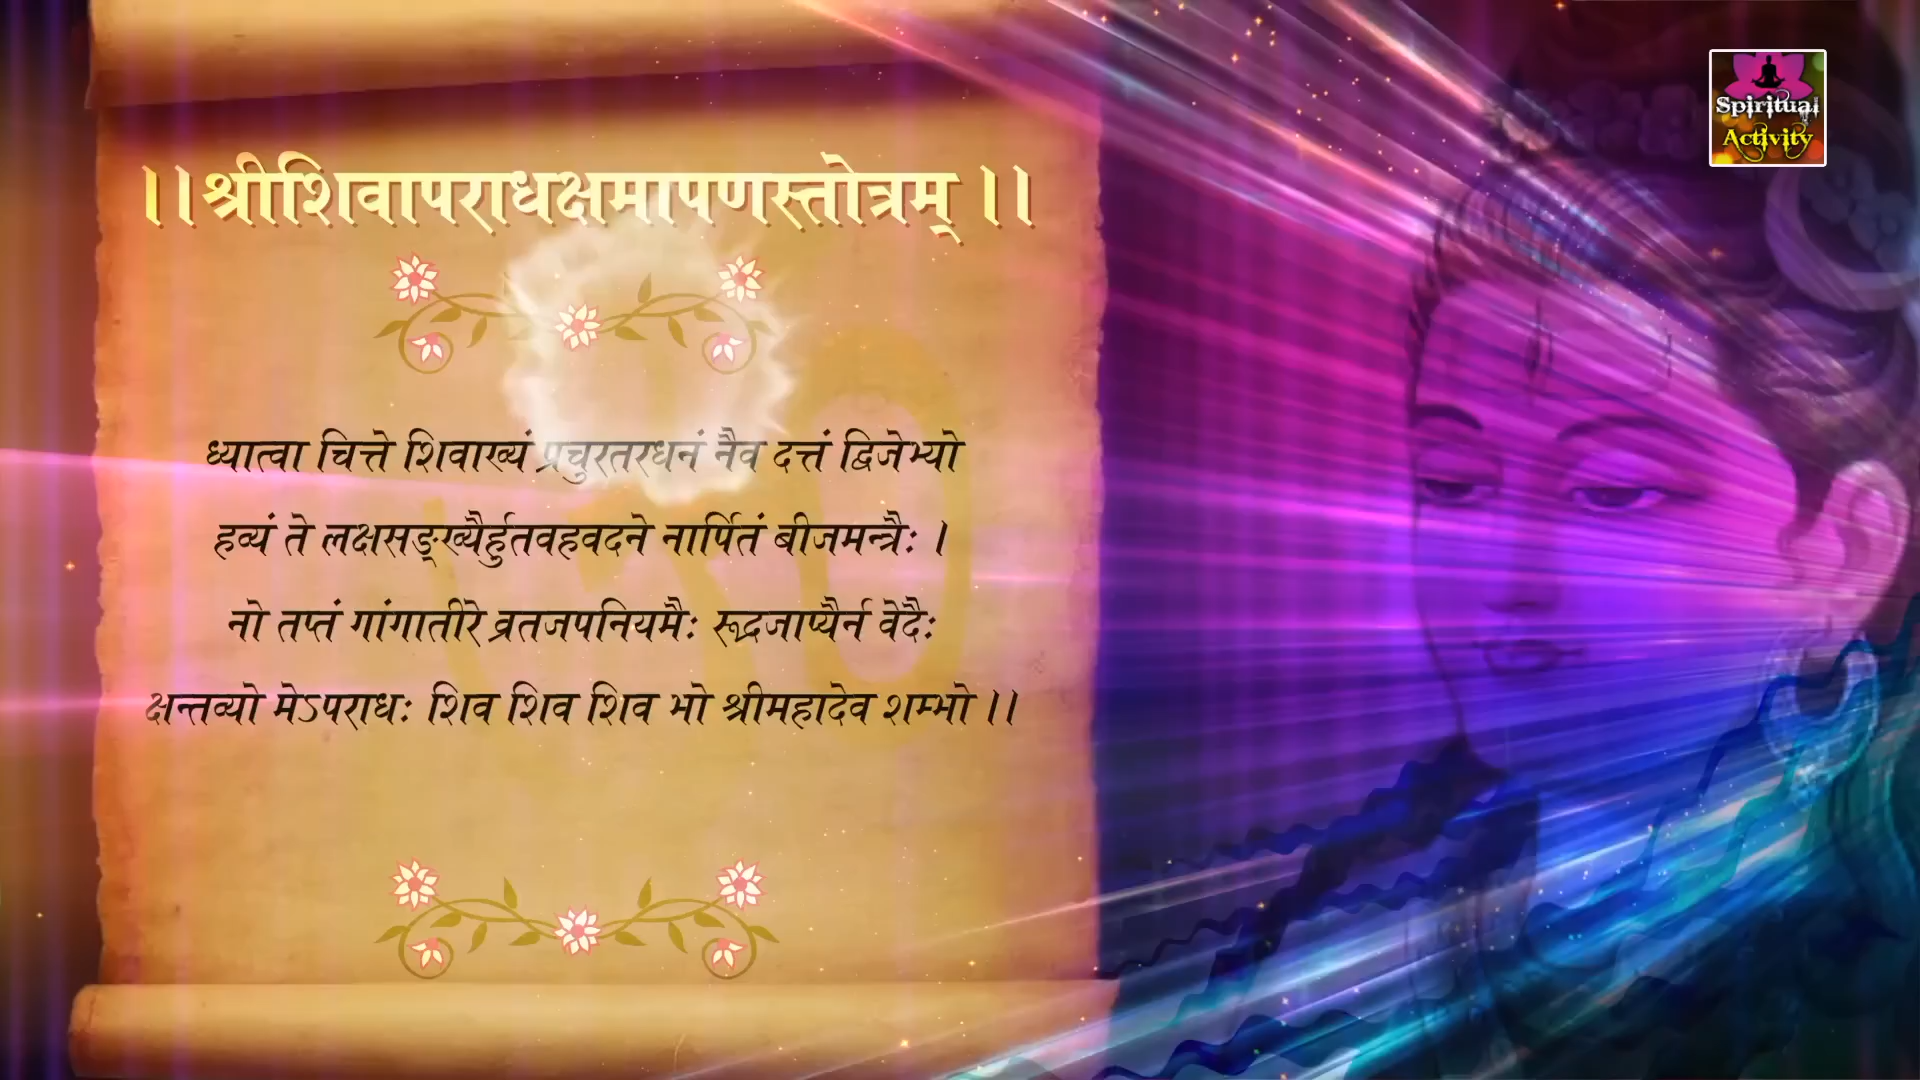 ।।श्रीशिवापराधक्षमापणस्तोत्रम् ।।
Spiritual
Activity
ध्यात्वा चित्ते शिवाख्यं प्रचुरतरधनं नैव दत्तं द्विजेभ्यो
हव्यं ते लक्षसङ्ख्यैर्हुतवहवदने नार्पितं बीजमन्त्रैः ।
नो तप्तं गांगातीरे व्रतजपनियमैः रूद्रजाप्यैर्न वेदैः
क्षन्तव्यो मेऽपराधः शिव शिव शिव भो श्रीमहादेव शम्भो ।।